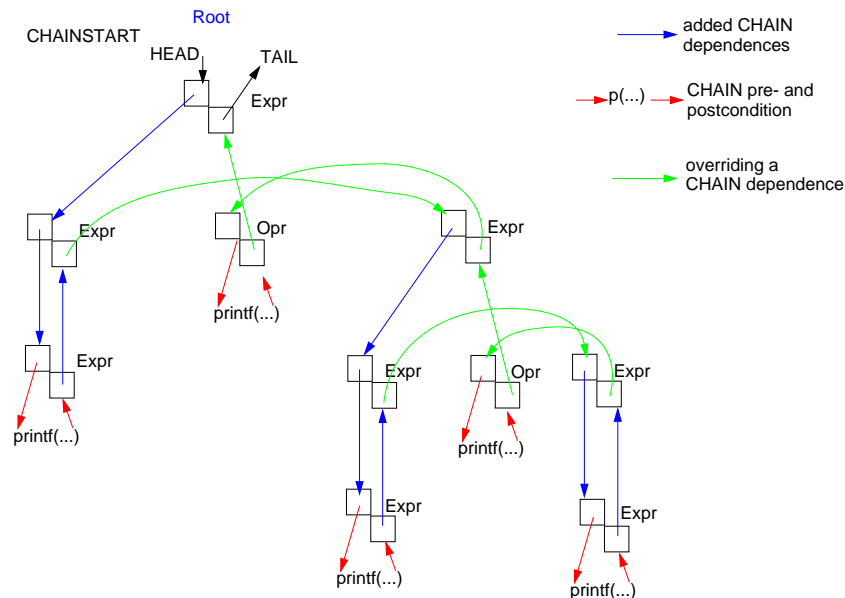 Root
CHAINSTART
HEAD
TAIL
Expr
added CHAIN
dependences
p(...)
CHAIN pre- and
postcondition
overriding a
CHAIN dependence
Expr
Opr
Expr
printf(...)
Expr
Expr
Opr
Expr
printf(...)
printf(...)
Expr
Expr
printf(...)
printf(...)